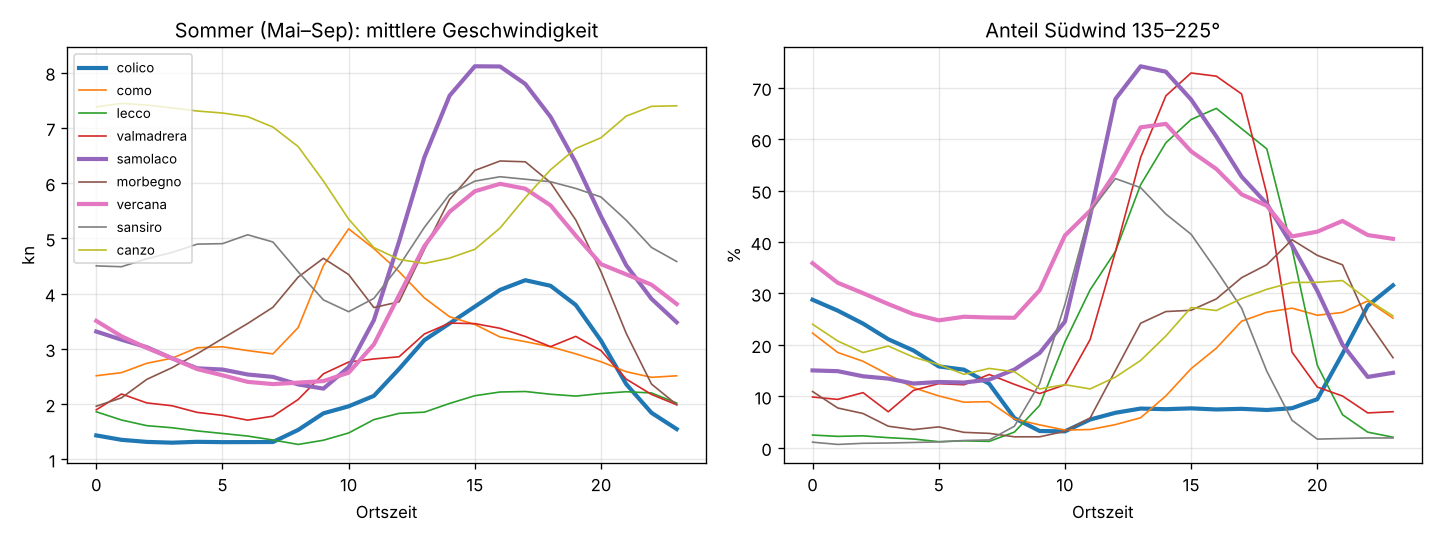 Sommer (Mai–Sep): mittlere Geschwindigkeit
kn
8
7
6
5
4
3
2
1
colico
como
lecco
valmadrera
samolaco
morbegno
vercana
sansiro
canzo
0
5
10
15
20
Ortszeit
Anteil Südwind 135–225°
%
70
60
50
40
30
20
10
0
0
5
10
15
20
Ortszeit